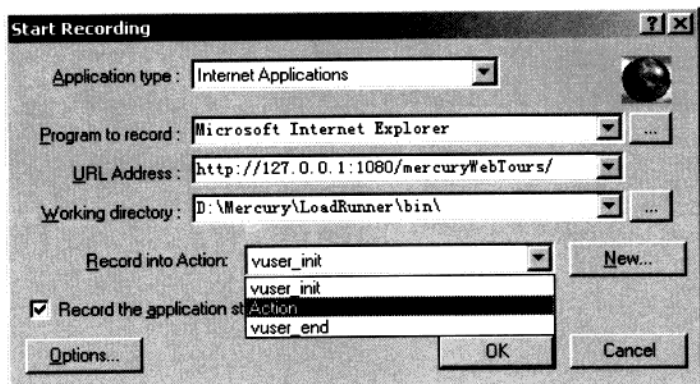 Start Recording
Application type : Internet Applications
Program to record : Microsoft Internet Explorer ...
URL Address : http://127.0.0.1:1080/mercuryWebTours/
Working directory : D:\Mercury\LoadRunner\bin\ ...
Record into Action: vuser_init New...
vuser_init
Record the application st Action
vuser_end
Options... OK Cancel